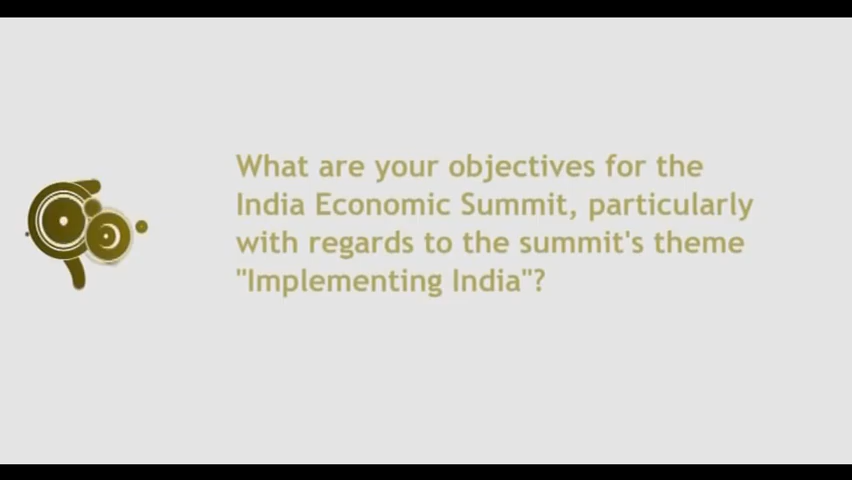 What are your objectives for the
India Economic Summit, particularly
with regards to the summit's theme
"Implementing India"?